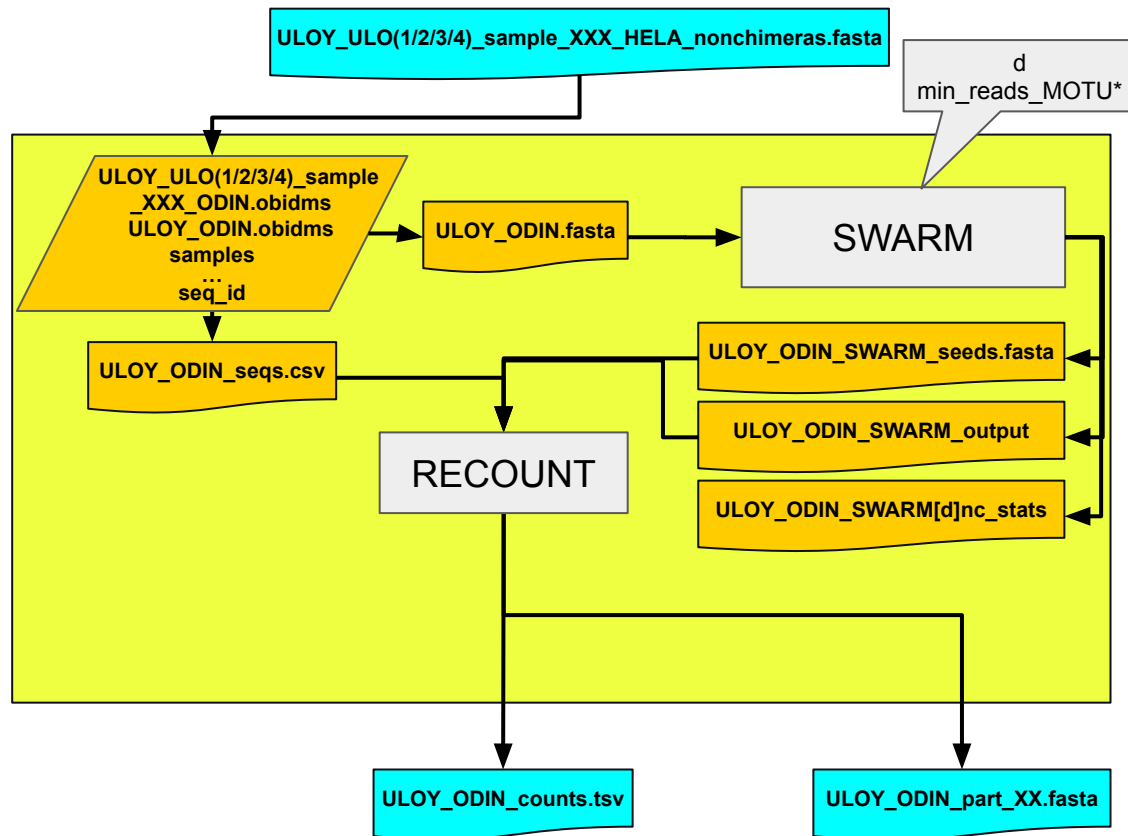 ULOY_ULO(1/2/3/4)_sample_XXX_HELA_nonchimeras.fasta
d
min_reads_MOTU*
ULOY_ULO(1/2/3/4)_sample
_XXX_ODIN.obidms
ULOY_ODIN.obidms
samples
...
seq_id
ULOY_ODIN.fasta
SWARM
ULOY_ODIN_seqs.csv
ULOY_ODIN_SWARM_seeds.fasta
ULOY_ODIN_SWARM_output
RECOUNT
ULOY_ODIN_SWARM[d]nc_stats
ULOY_ODIN_counts.tsv
ULOY_ODIN_part_XX.fasta